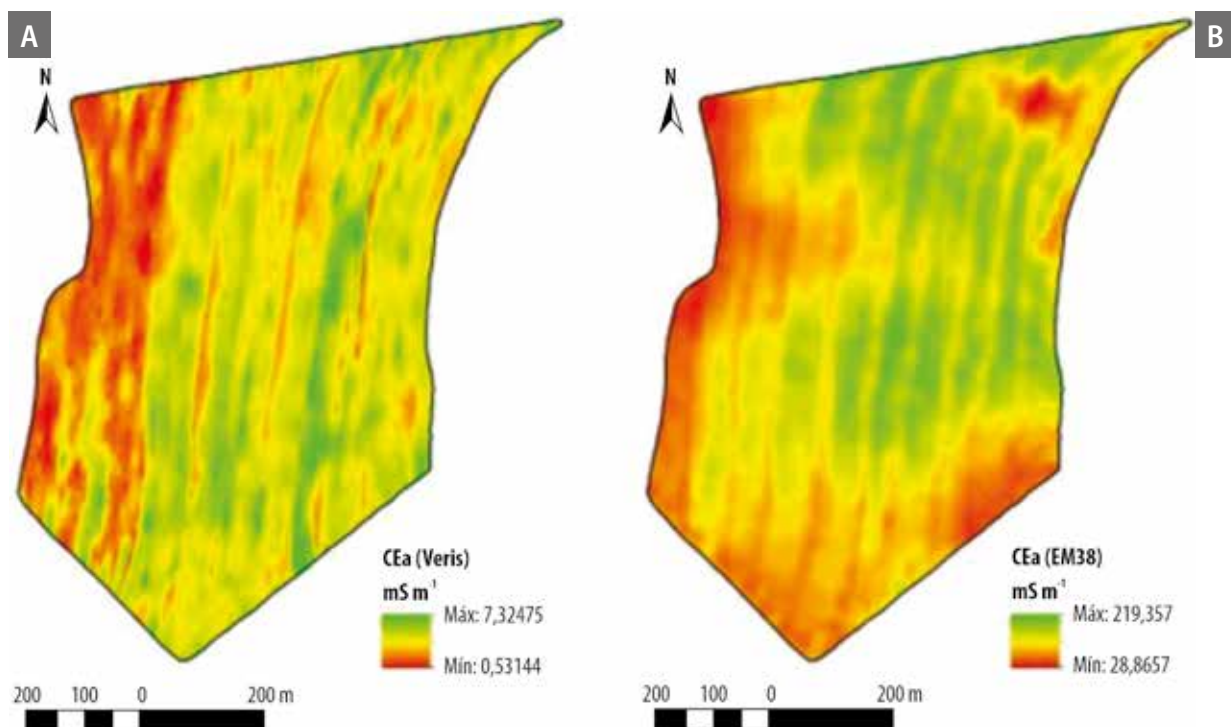 A
B
N
N
CEa (Veris)
mS m⁻¹
Máx: 7,32475
Mín: 0,53144
CEa (EM38)
mS m⁻¹
Máx: 219,357
Mín: 28,8657
200 100 0 200 m
200 100 0 200 m